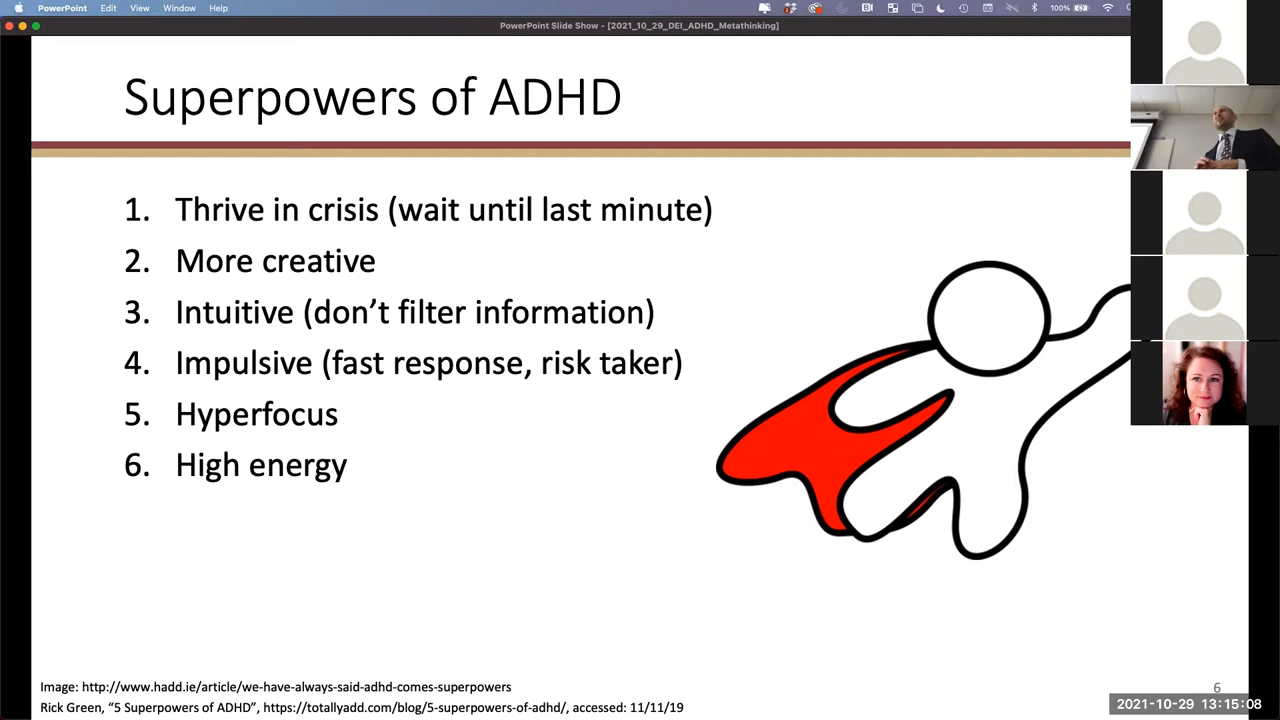 PowerPoint Edit View Window Help
100%
PowerPoint Slide Show - [2021_10_29_DEI_ADHD_Metathinking]
Superpowers of ADHD
1. Thrive in crisis (wait until last minute)
2. More creative
3. Intuitive (don’t filter information)
4. Impulsive (fast response, risk taker)
5. Hyperfocus
6. High energy
Image: http://www.hadd.ie/article/we-have-always-said-adhd-comes-superpowers
Rick Green, “5 Superpowers of ADHD”, https://totallyadd.com/blog/5-superpowers-of-adhd/, accessed: 11/11/19
6
2021-10-29 13:15:08